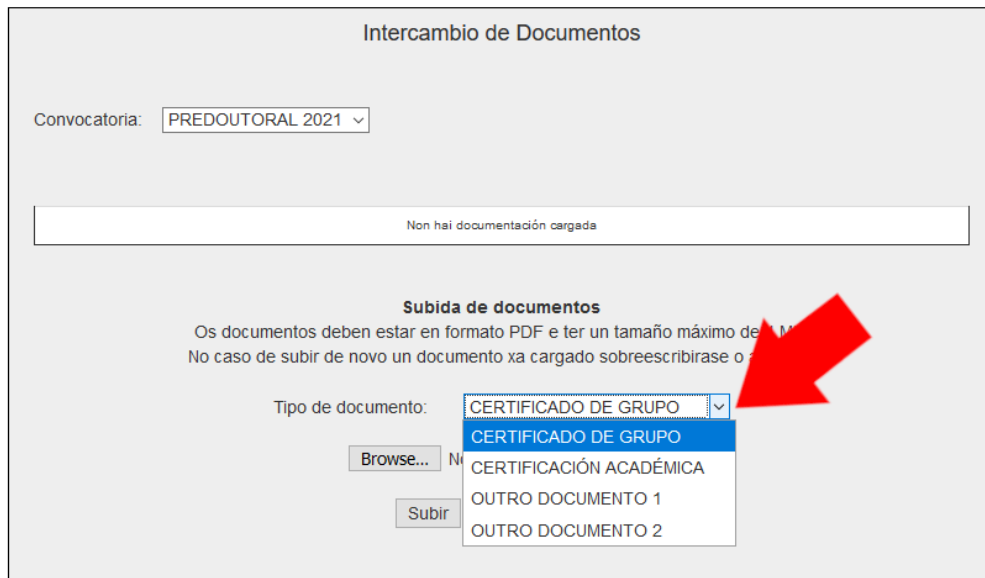 Intercambio de Documentos
Convocatoria: PREDOUTORAL 2021
Non hai documentación cargada
Subida de documentos
Os documentos deben estar en formato PDF e ter un tamaño máximo de
No caso de subir de novo un documento xa cargado sobreescribirase o
Tipo de documento: CERTIFICADO DE GRUPO
CERTIFICADO DE GRUPO
Browse...
CERTIFICACIÓN ACADÉMICA
OUTRO DOCUMENTO 1
Subir
OUTRO DOCUMENTO 2